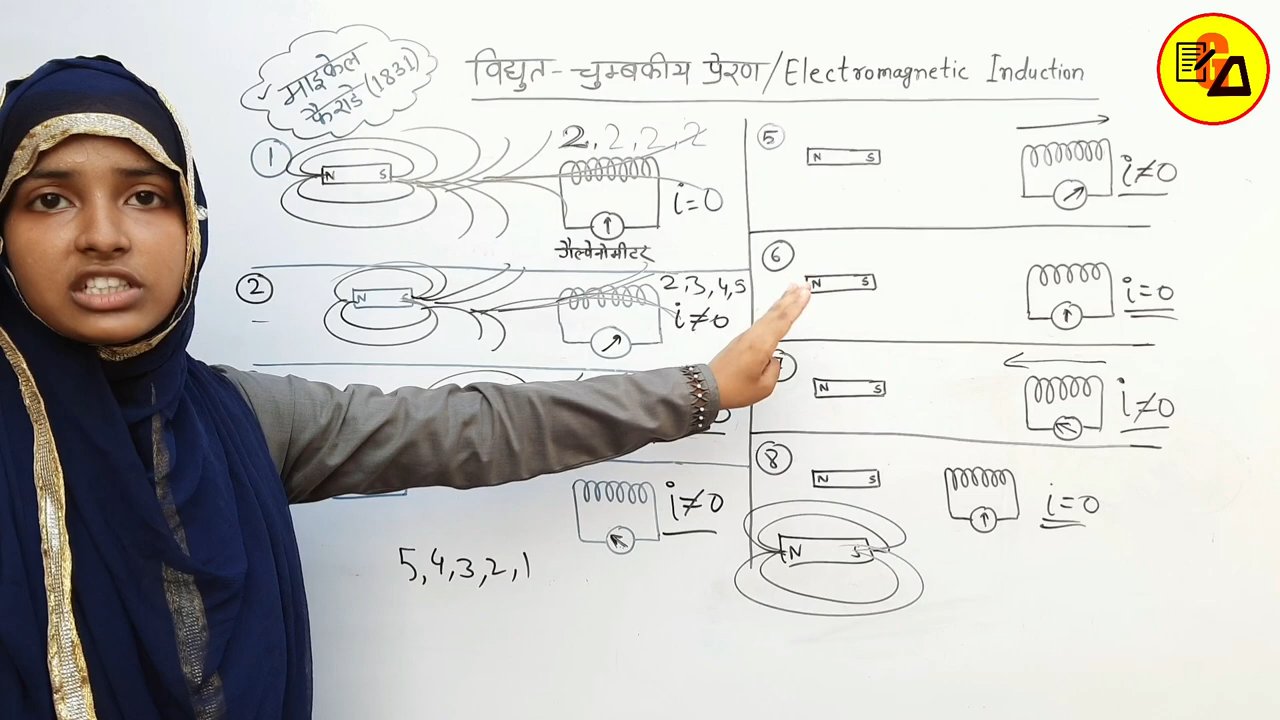 माइकेल
फैराडे (1831)
विद्युत-चुम्बकीय प्रेरण/Electromagnetic Induction
1
N S
2, 2, 2, 2
i=0
गैल्वेनोमीटर
2
N S
2,3,4,5
i≠0
0
i≠0
5,4,3,2,1
5
N S
i≠0
6
N S
i=0
N S
i≠0
8
N S
i=0
N S